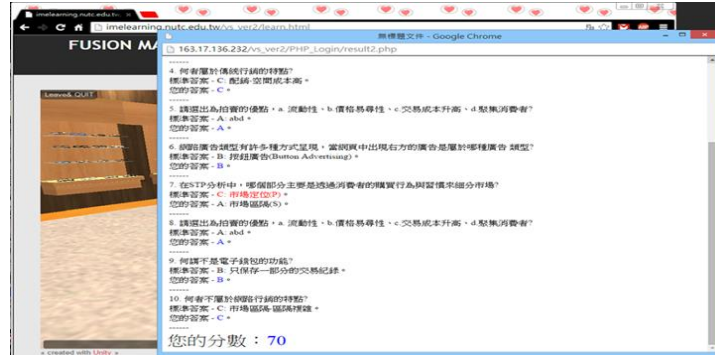 imelearning.nutc.edu.tw
imelearning.nutc.edu.tw/vs_ver2/learn.html
FUSION MA
Leave& QUIT
無標題文件 - Google Chrome
163.17.136.232/vs_ver2/PHP_Login/result2.php
------
4. 何者屬於傳統行銷的特點?
標準答案 - C: 配銷-空間成本高。
您的答案 - C。
------
5. 請選出為拍賣的優點,a. 流動性、b.價格易尋性、c.交易成本升高、d.聚集消費者?
標準答案 - A: abd。
您的答案 - A。
------
6. 網路廣告類型有許多種方式呈現,當網頁中出現右方的廣告是屬於哪種廣告 類型?
標準答案 - B: 按鈕廣告(Button Advertising)。
您的答案 - B。
------
7. 在STP分析中,哪個部分主要是透過消費者的購買行為與習慣來細分市場?
標準答案 - C: 市場定位(P)。
您的答案 - A: 市場區隔(S)。
------
8. 請選出為拍賣的優點,a. 流動性、b.價格易尋性、c.交易成本升高、d.聚集消費者?
標準答案 - A: abd。
您的答案 - A。
------
9. 何謂不是電子錢包的功能?
標準答案 - B: 只保存一部分的交易紀錄。
您的答案 - B。
------
10. 何者不屬於網路行銷的特點?
標準答案 - C: 市場區隔-區隔複雜。
您的答案 - C。
------
您的分數:70
« created with Unity »